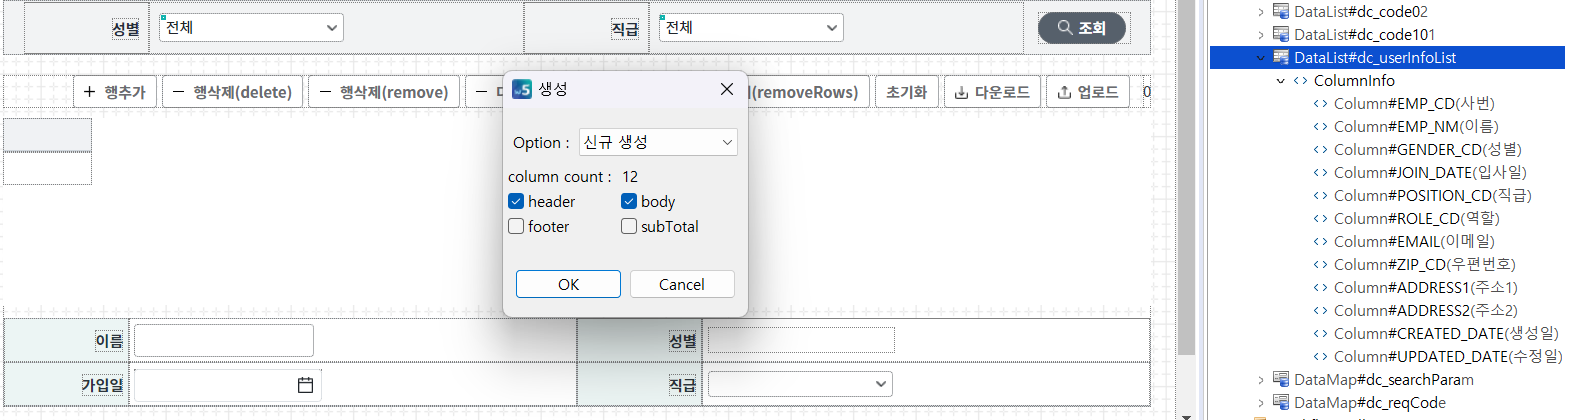 성별 전체 직급 전체 조회
행추가 행삭제(delete) 행삭제(remove) (removeRows) 초기화 다운로드 업로드 0
생성
Option : 신규 생성
column count : 12
header body
footer subTotal
OK Cancel
이름 성별
가입일 직급
DataList#dc_code02
DataList#dc_code101
DataList#dc_userInfoList
ColumnInfo
Column#EMP_CD(사번)
Column#EMP_NM(이름)
Column#GENDER_CD(성별)
Column#JOIN_DATE(입사일)
Column#POSITION_CD(직급)
Column#ROLE_CD(역할)
Column#EMAIL(이메일)
Column#ZIP_CD(우편번호)
Column#ADDRESS1(주소1)
Column#ADDRESS2(주소2)
Column#CREATED_DATE(생성일)
Column#UPDATED_DATE(수정일)
DataMap#dc_searchParam
DataMap#dc_reqCode